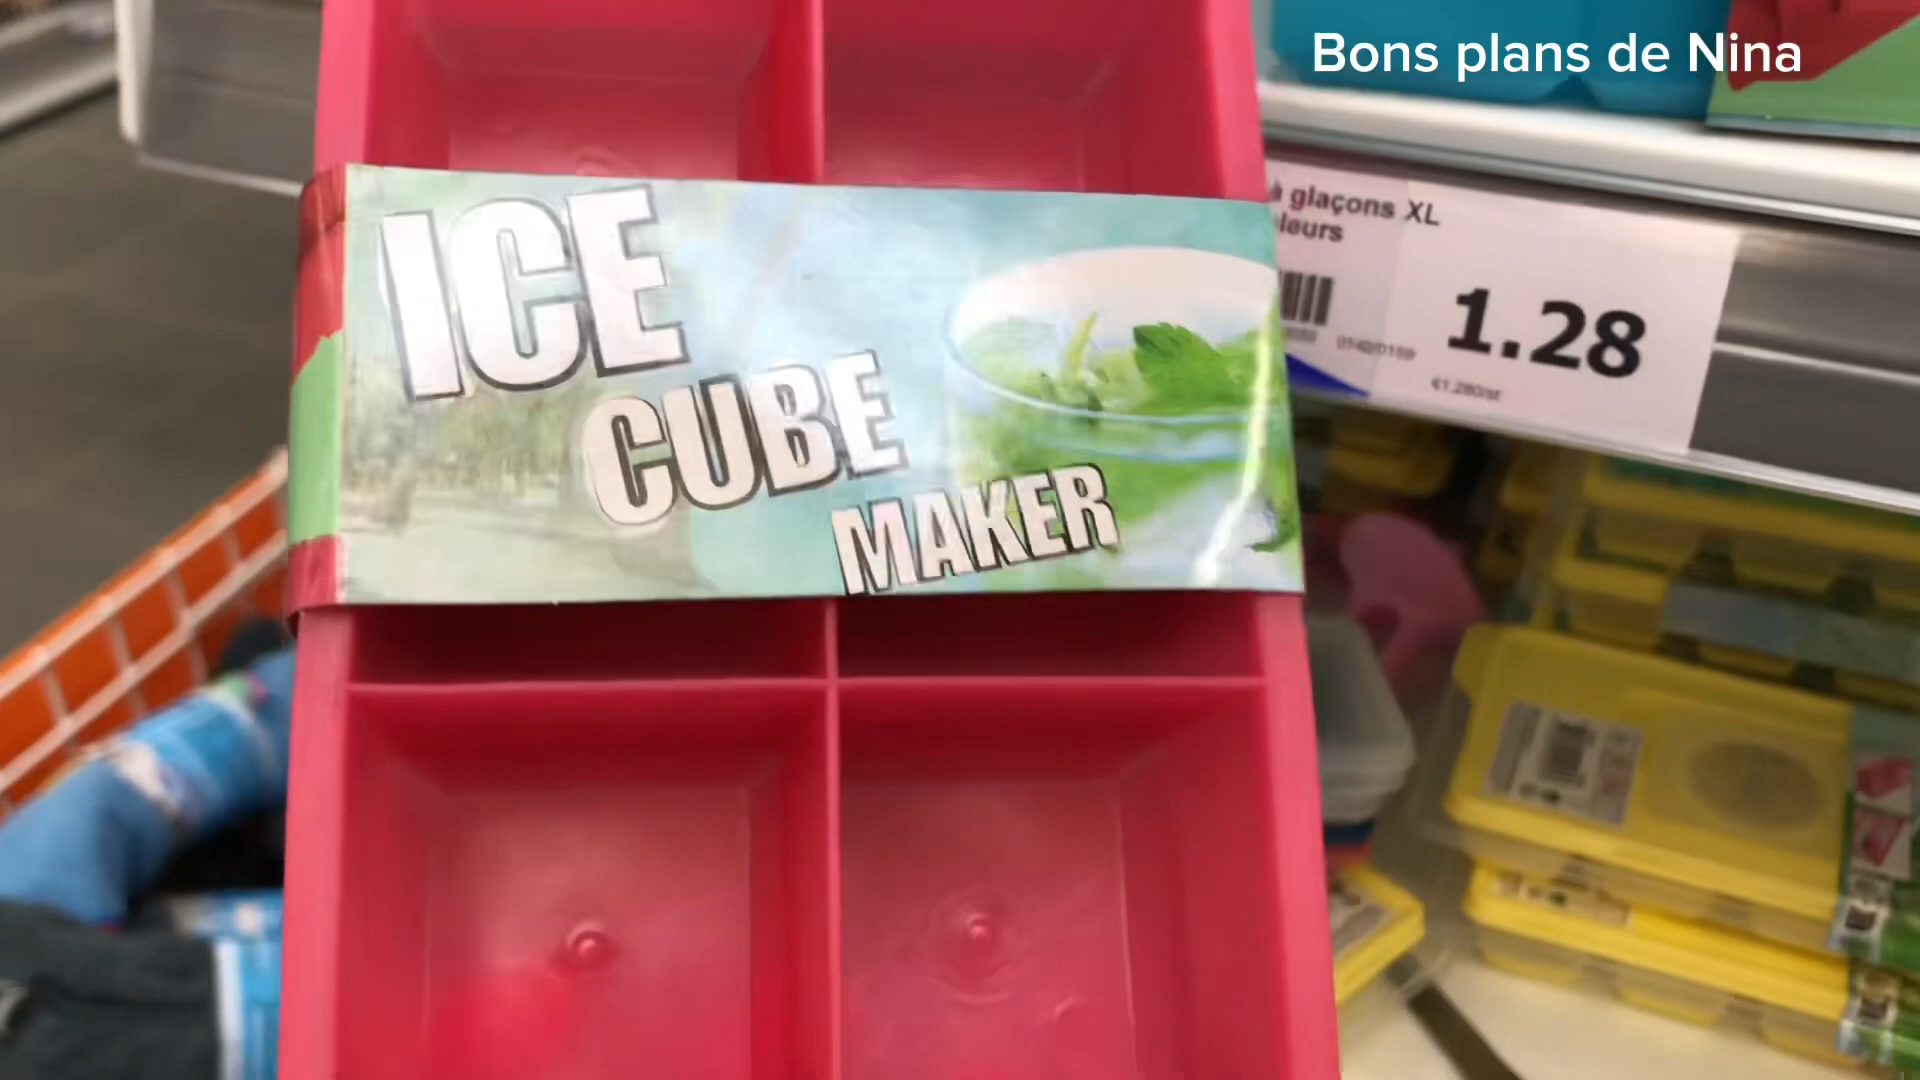 Bons plans de Nina
ICE
CUBE
MAKER
à glaçons XL
leurs
1.28